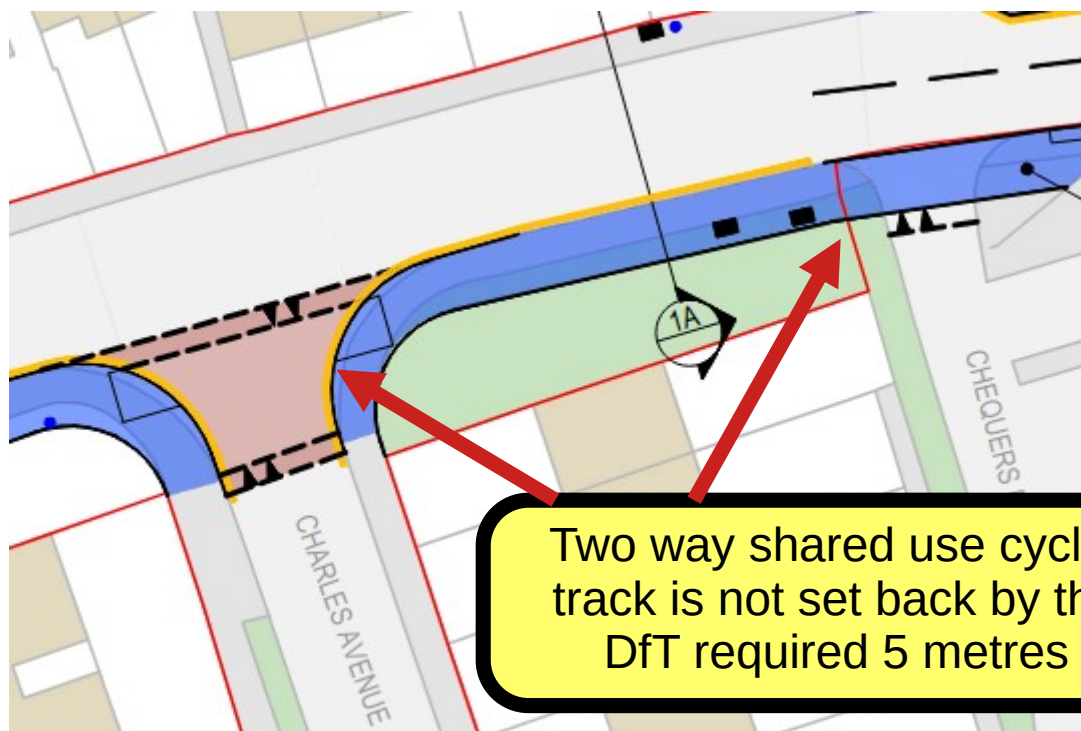 1A
CHEQUERS
CHARLES AVENUE
Two way shared use cycl
track is not set back by th
DfT required 5 metres